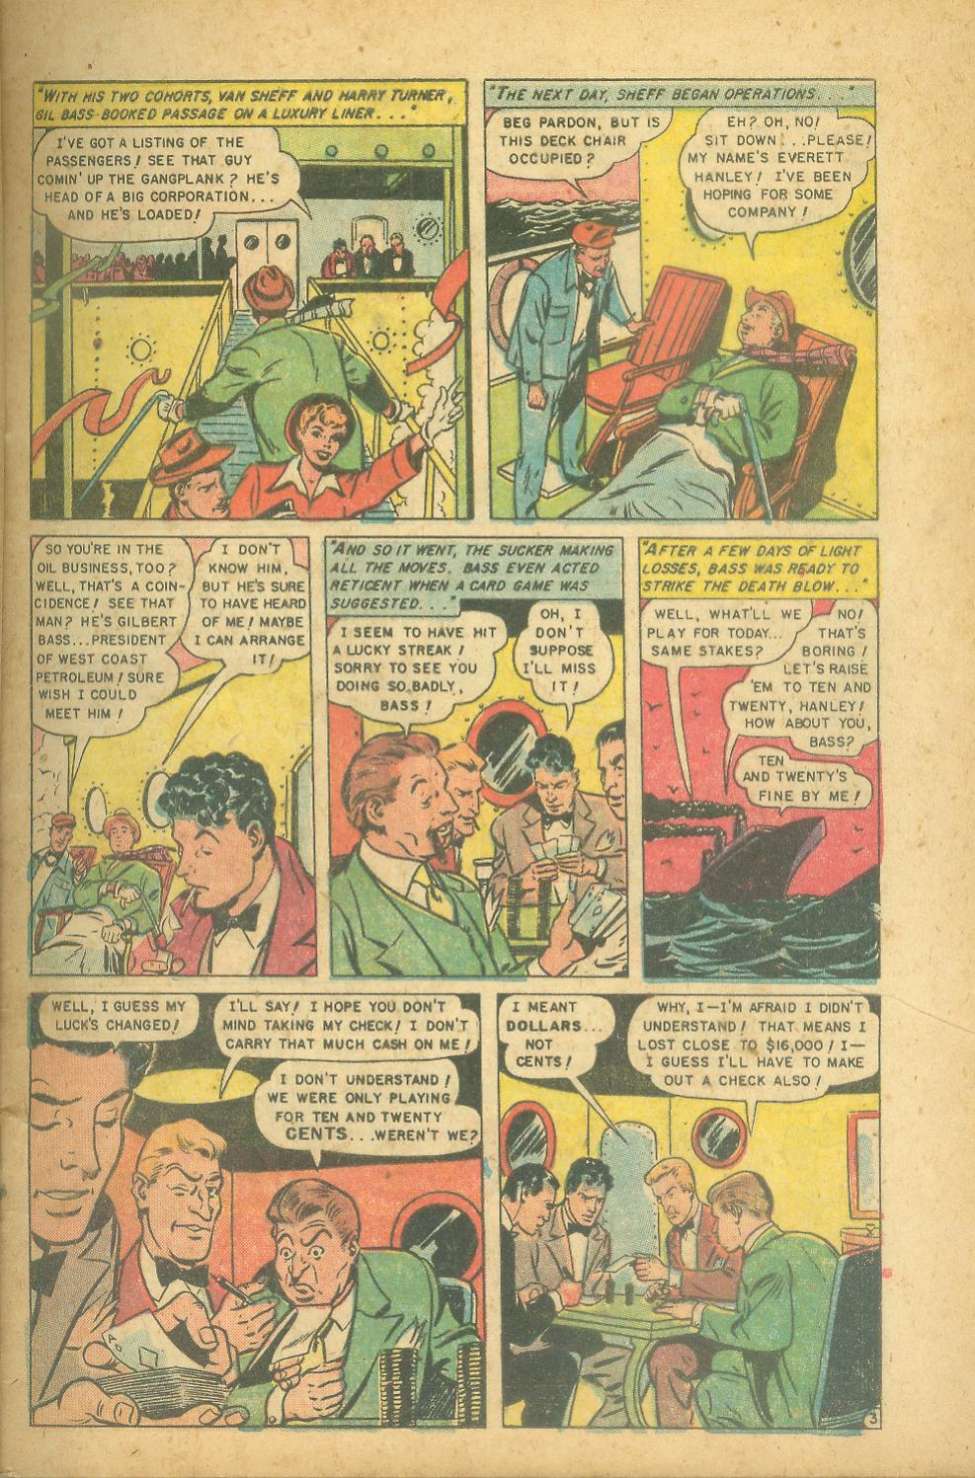 "WITH HIS TWO COHORTS, VAN SHEFF AND HARRY TURNER,
GIL BASS BOOKED PASSAGE ON A LUXURY LINER..."
I'VE GOT A LISTING OF THE
PASSENGERS! SEE THAT GUY
COMIN' UP THE GANGPLANK? HE'S
HEAD OF A BIG CORPORATION...
AND HE'S LOADED!
"THE NEXT DAY, SHEFF BEGAN OPERATIONS..."
BEG PARDON, BUT IS
THIS DECK CHAIR
OCCUPIED?
EH? OH, NO!
SIT DOWN...PLEASE!
MY NAME'S EVERETT
HANLEY! I'VE BEEN
HOPING FOR SOME
COMPANY!
SO YOU'RE IN THE
OIL BUSINESS, TOO?
WELL, THAT'S A COIN-
CIDENCE! SEE THAT
MAN? HE'S GILBERT
BASS...PRESIDENT
OF WEST COAST
PETROLEUM! SURE
WISH I COULD
MEET HIM!
I DON'T
KNOW HIM,
BUT HE'S SURE
TO HAVE HEARD
OF ME! MAYBE
I CAN ARRANGE
IT!
"AND SO IT WENT, THE SUCKER MAKING
ALL THE MOVES. BASS EVEN ACTED
RETICENT WHEN A CARD GAME WAS
SUGGESTED..."
I SEEM TO HAVE HIT
A LUCKY STREAK!
SORRY TO SEE YOU
DOING SO BADLY,
BASS!
OH, I
DON'T
SUPPOSE
I'LL MISS
IT!
"AFTER A FEW DAYS OF LIGHT
LOSSES, BASS WAS READY TO
STRIKE THE DEATH BLOW..."
WELL, WHAT'LL WE
PLAY FOR TODAY...
SAME STAKES?
NO!
THAT'S
BORING!
LET'S RAISE
'EM TO TEN AND
TWENTY, HANLEY!
HOW ABOUT YOU,
BASS?
TEN
AND TWENTY'S
FINE BY ME!
WELL, I GUESS MY
LUCK'S CHANGED!
I'LL SAY! I HOPE YOU DON'T
MIND TAKING MY CHECK! I DON'T
CARRY THAT MUCH CASH ON ME!
I DON'T UNDERSTAND!
WE WERE ONLY PLAYING
FOR TEN AND TWENTY
CENTS...WEREN'T WE?
I MEANT
DOLLARS...
NOT
CENTS!
WHY, I—I'M AFRAID I DIDN'T
UNDERSTAND! THAT MEANS I
LOST CLOSE TO $16,000! I—
I GUESS I'LL HAVE TO MAKE
OUT A CHECK ALSO!
A
3